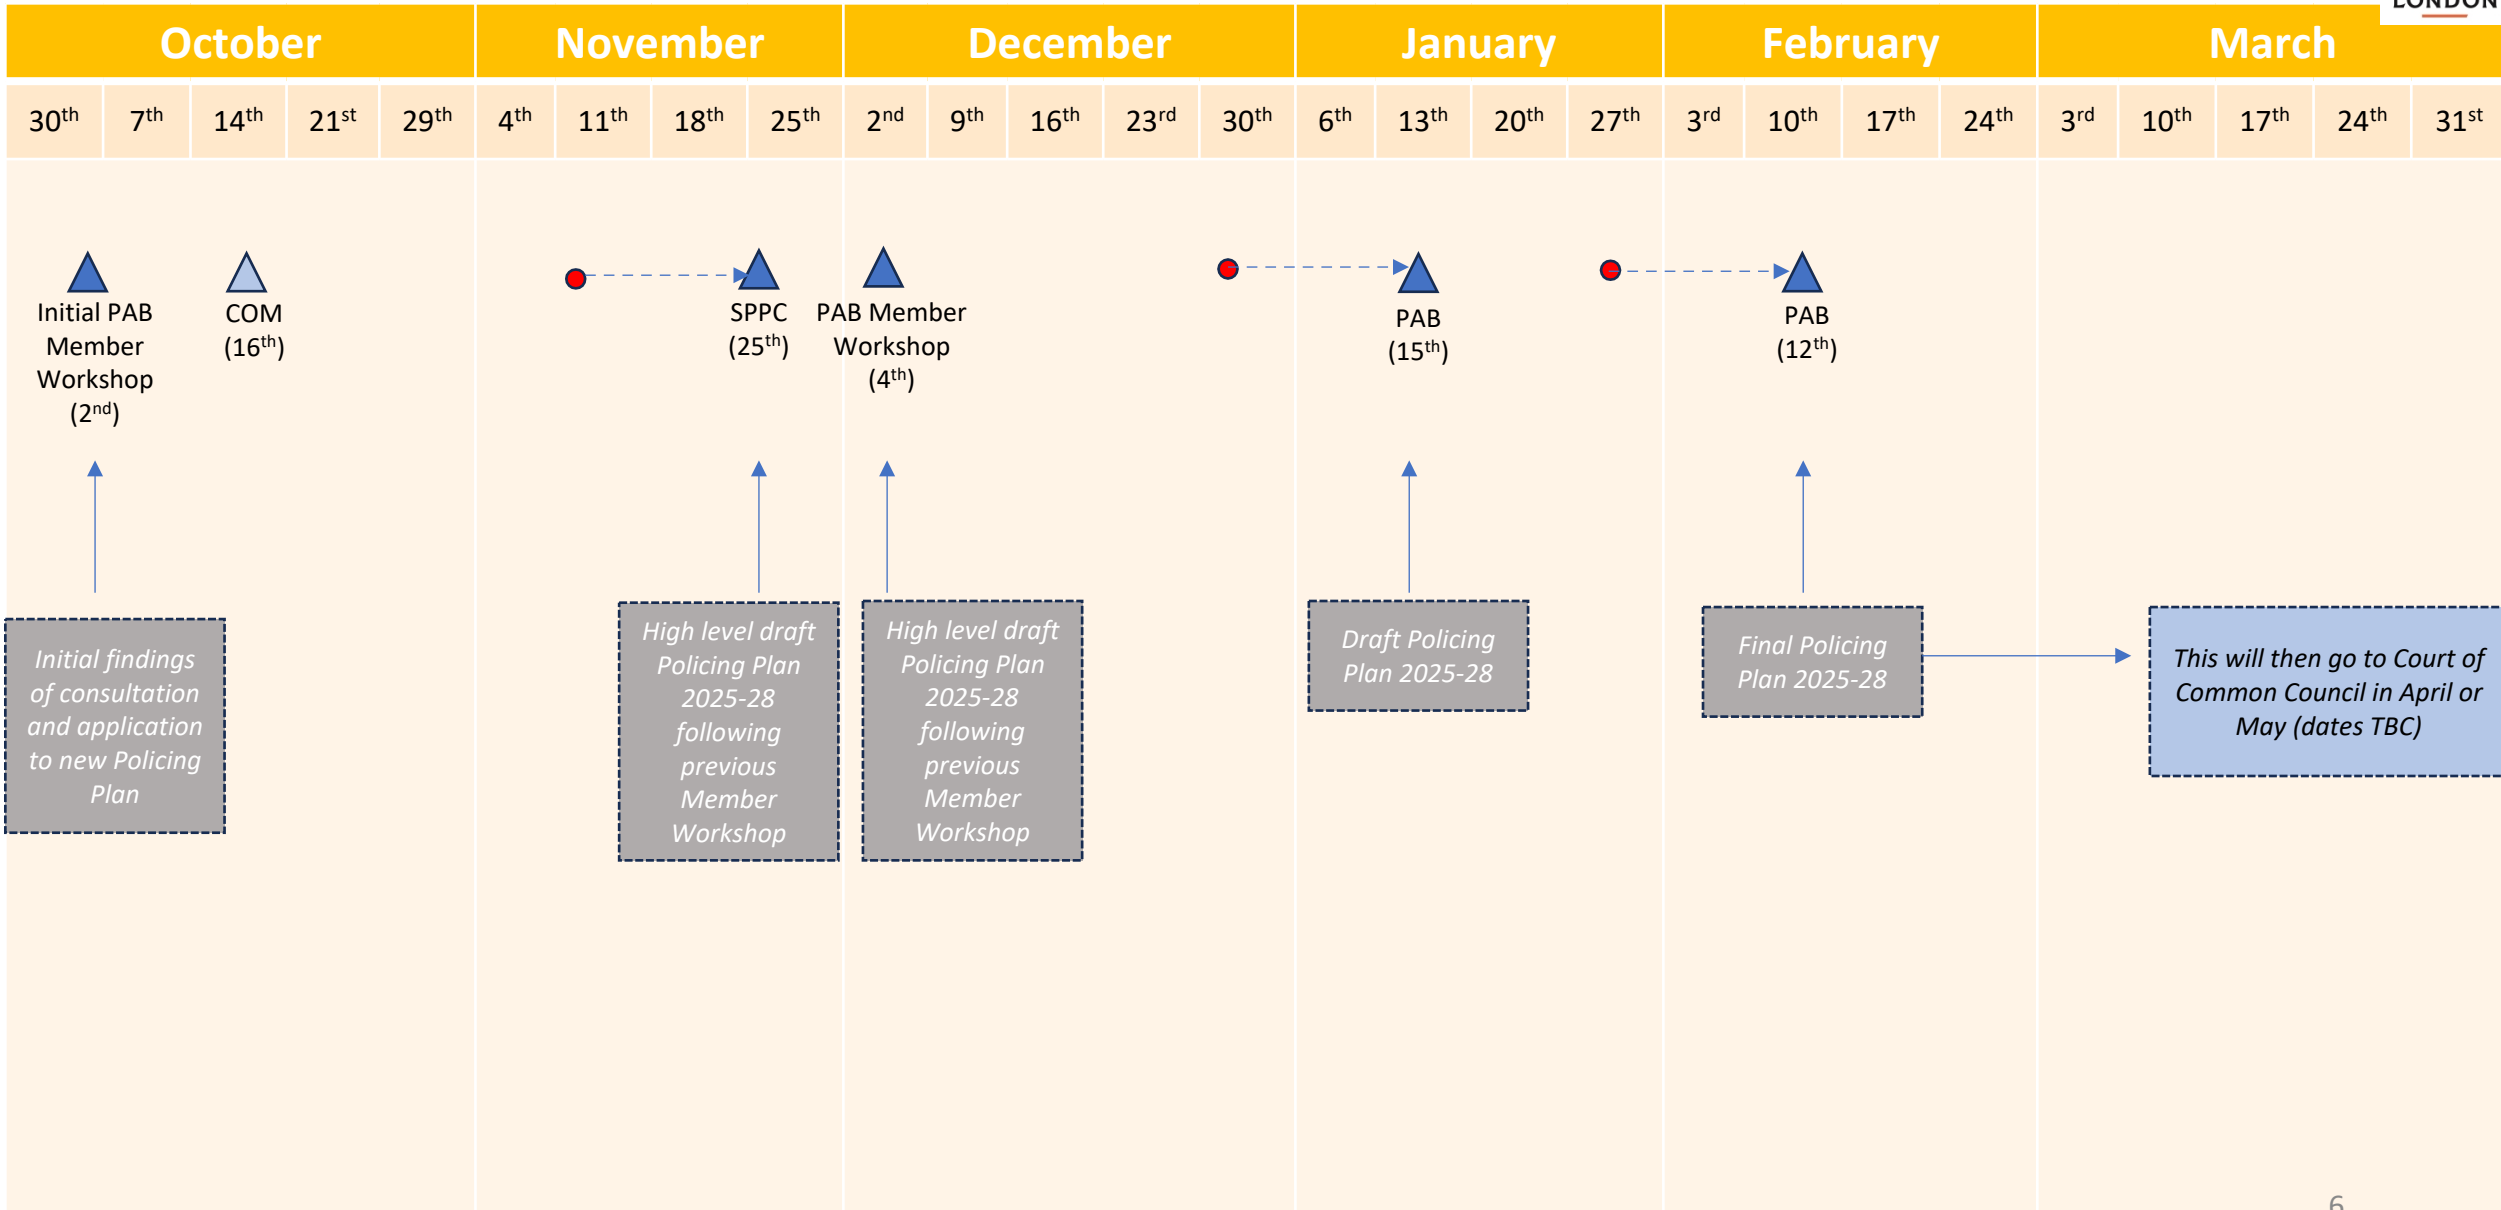 LONDON
October November December January February March
30th 7th 14th 21st 29th 4th 11th 18th 25th 2nd 9th 16th 23rd 30th 6th 13th 20th 27th 3rd 10th 17th 24th 3rd 10th 17th 24th 31st
Initial PAB
Member
Workshop
(2nd)
COM
(16th)
SPPC
(25th)
PAB Member
Workshop
(4th)
PAB
(15th)
PAB
(12th)
Initial findings
of consultation
and application
to new Policing
Plan
High level draft
Policing Plan
2025-28
following
previous
Member
Workshop
High level draft
Policing Plan
2025-28
following
previous
Member
Workshop
Draft Policing
Plan 2025-28
Final Policing
Plan 2025-28
This will then go to Court of
Common Council in April or
May (dates TBC)
6